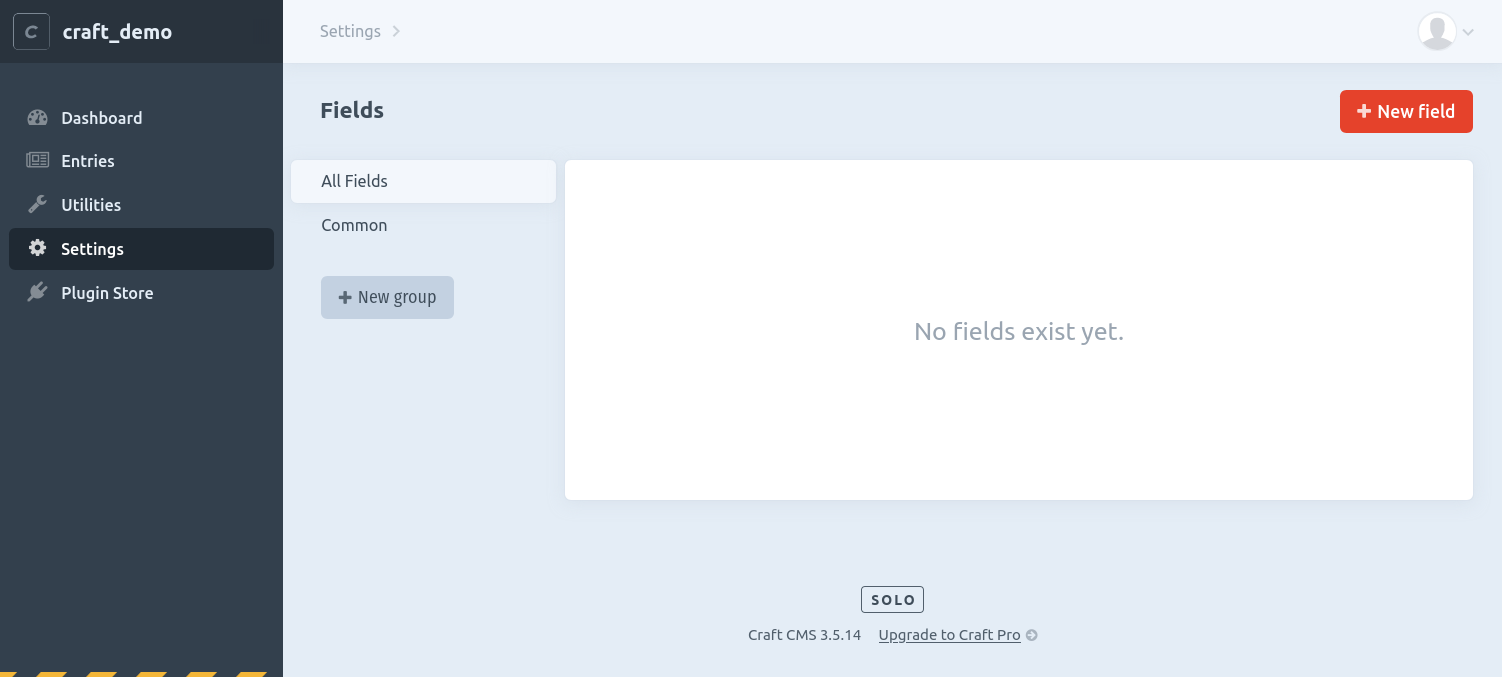 C craft_demo
Settings
Dashboard
Entries
Utilities
Settings
Plugin Store
Fields
+ New field
All Fields
Common
+ New group
No fields exist yet.
SOLO
Craft CMS 3.5.14 Upgrade to Craft Pro